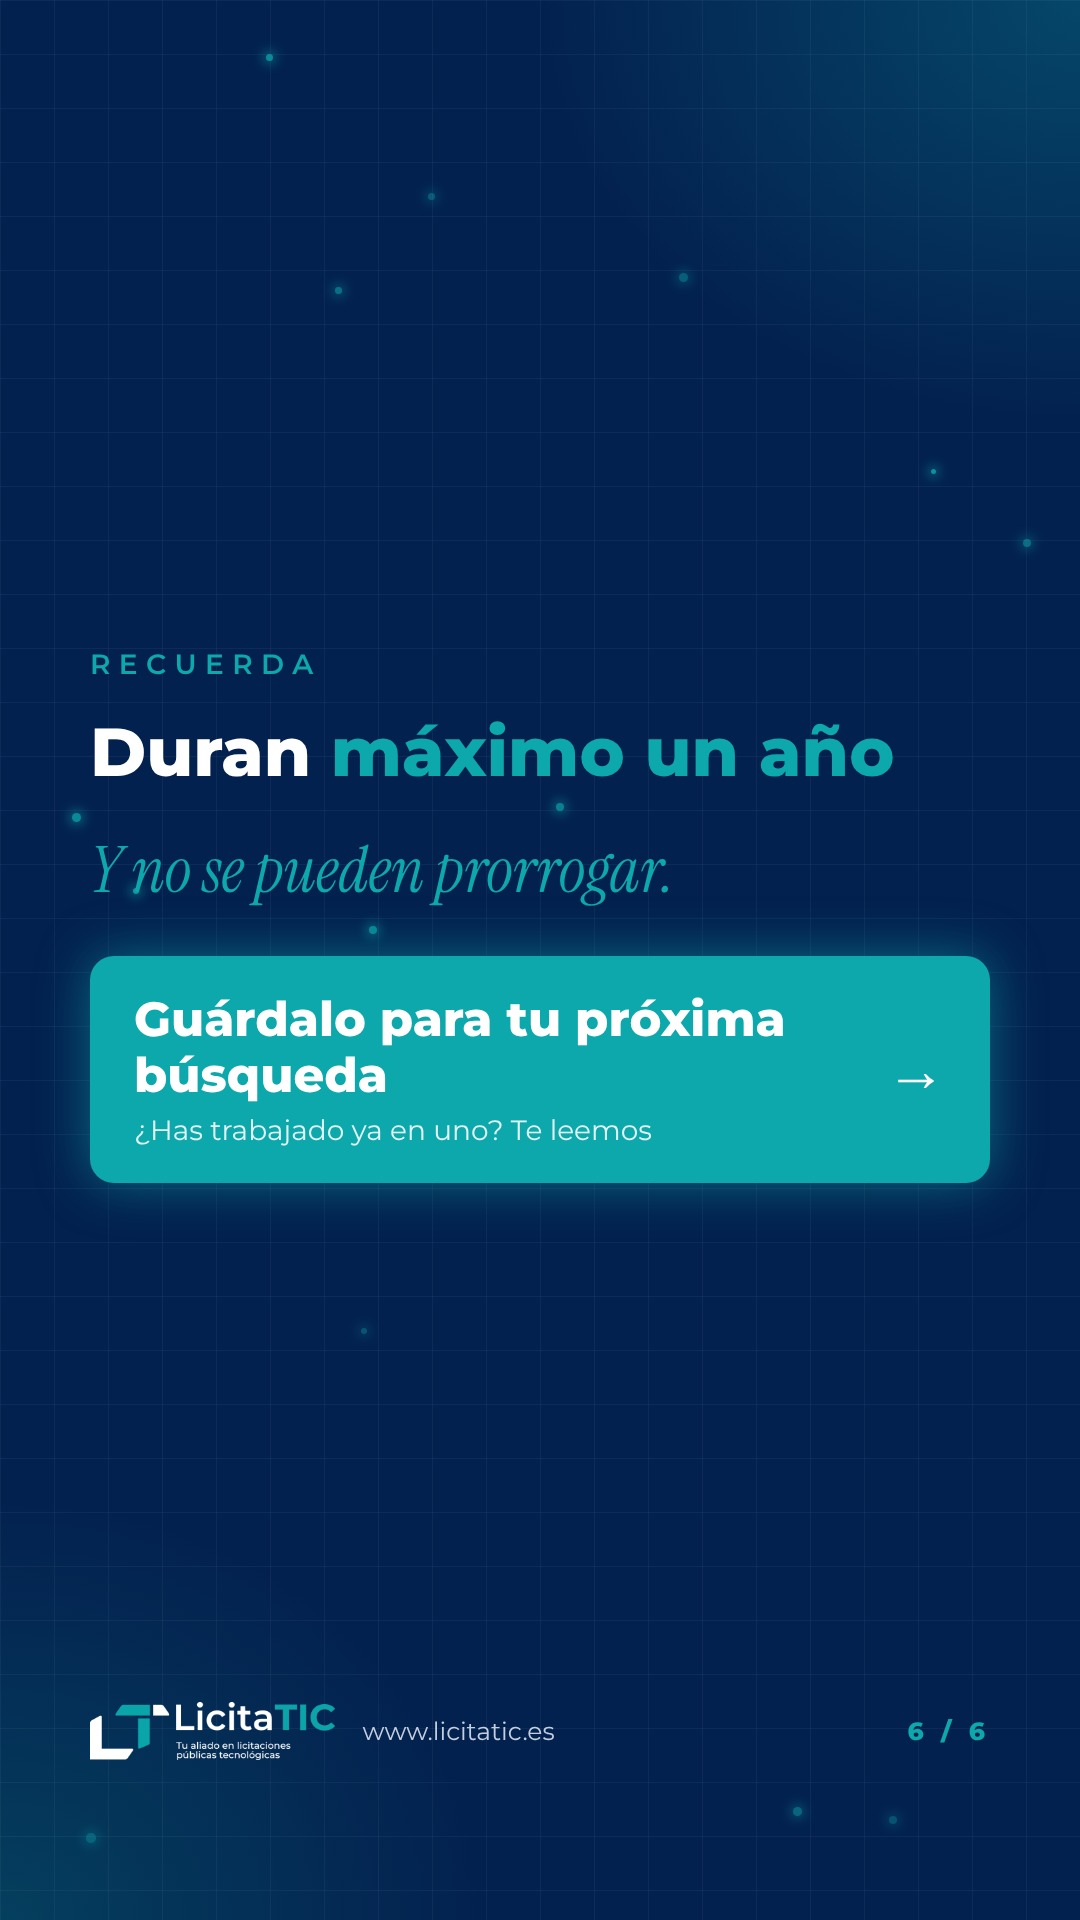 RECUERDA
Duran máximo un año
Y no se pueden prorrogar.
Guárdalo para tu próxima
búsqueda
→
¿Has trabajado ya en uno? Te leemos
LicitaTIC
Tu aliado en licitaciones
públicas tecnológicas
www.licitatic.es
6 / 6